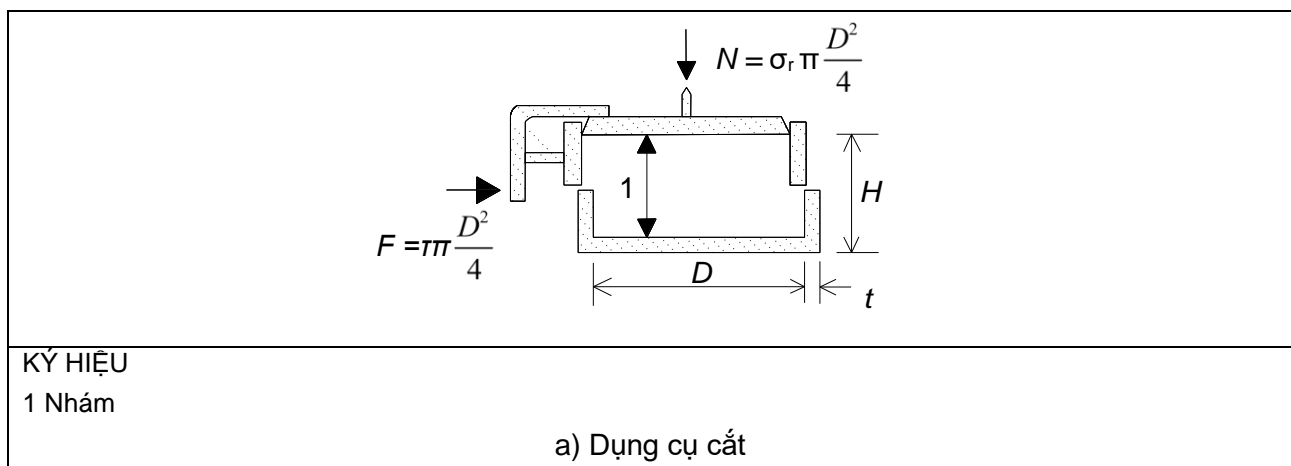 N = σᵣ π D²/4
1
H
F =τπ D²/4
D
t
KÝ HIỆU
1 Nhám
a) Dụng cụ cắt